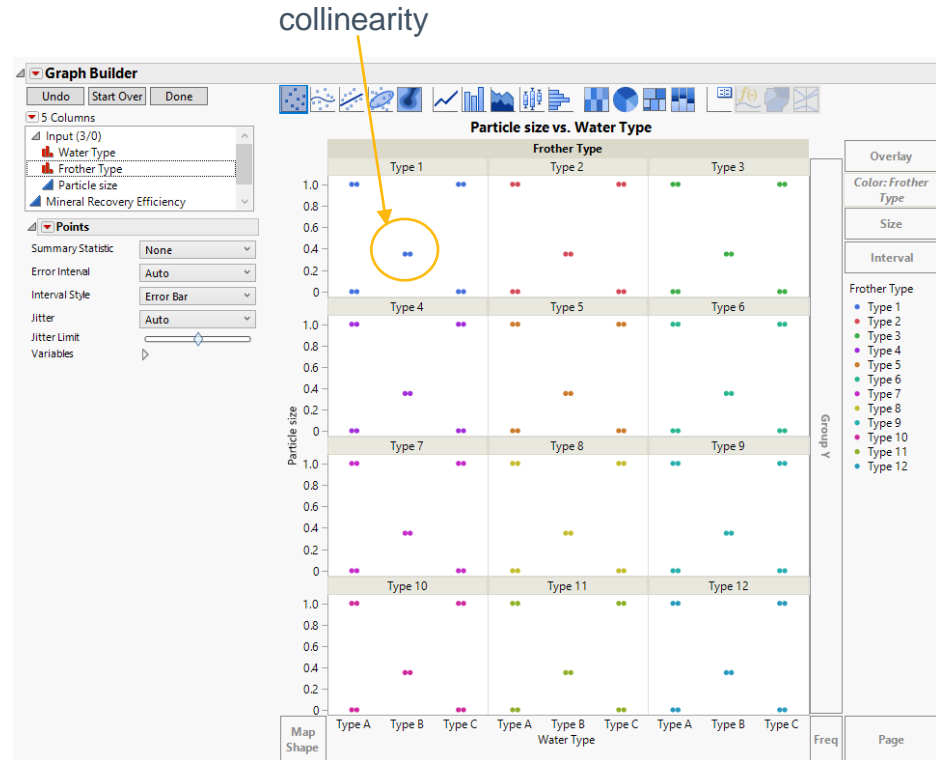 collinearity
Graph Builder
Undo Start Over Done
5 Columns
Input (3/0)
Water Type
Frother Type
Particle size
Mineral Recovery Efficiency
Points
Summary Statistic None
Error Interval Auto
Interval Style Error Bar
Jitter Auto
Jitter Limit
Variables
Particle size vs. Water Type
Frother Type
Type 1 Type 2 Type 3
1.0
0.8
0.6
0.4
0.2
0
Type 4 Type 5 Type 6
1.0
0.8
0.6
0.4
0.2
0
Type 7 Type 8 Type 9
1.0
0.8
0.6
0.4
0.2
0
Type 10 Type 11 Type 12
1.0
0.8
0.6
0.4
0.2
0
Particle size
Type A Type B Type C Type A Type B Type C Type A Type B Type C
Water Type
Map
Shape
Group Y
Freq
Page
Overlay
Color: Frother
Type
Size
Interval
Frother Type
Type 1
Type 2
Type 3
Type 4
Type 5
Type 6
Type 7
Type 8
Type 9
Type 10
Type 11
Type 12